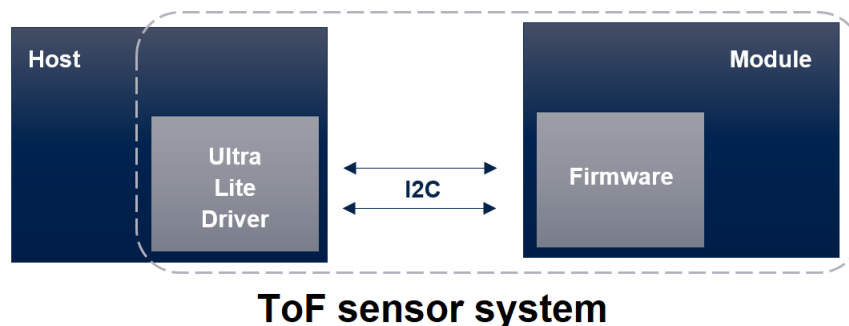 Host
Module
Ultra
Lite
Driver
I2C
Firmware
ToF sensor system